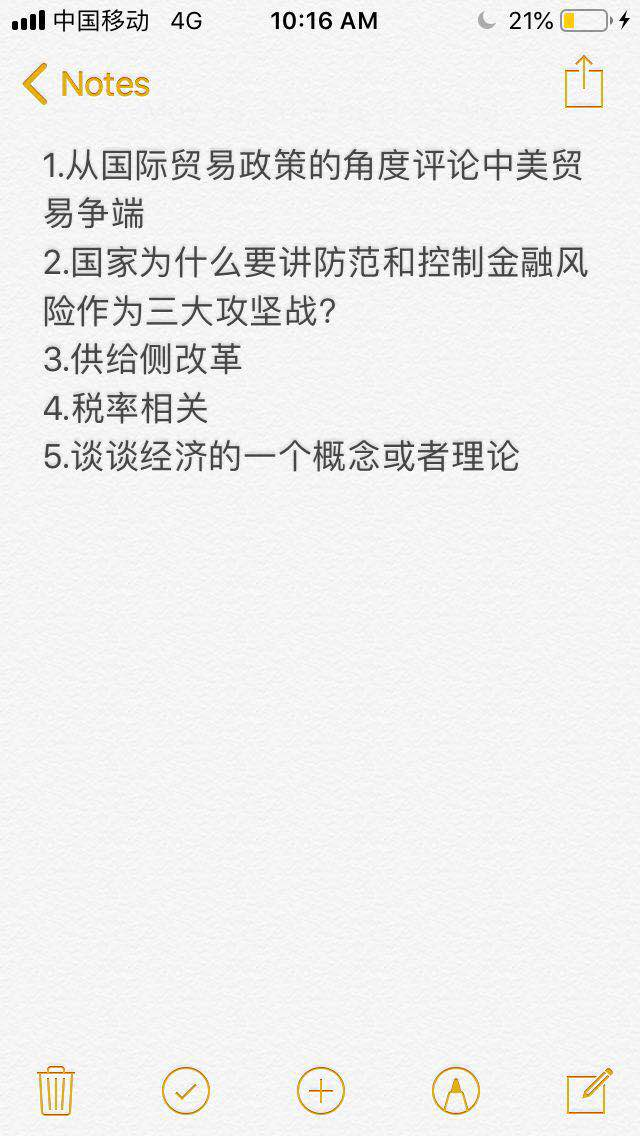 中国移动 4G 10:16 AM 21%
Notes
1.从国际贸易政策的角度评论中美贸
易争端
2.国家为什么要讲防范和控制金融风
险作为三大攻坚战?
3.供给侧改革
4.税率相关
5.谈谈经济的一个概念或者理论